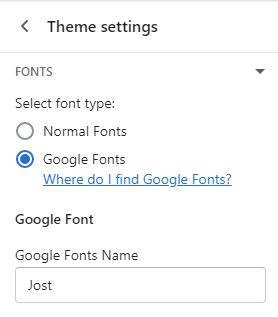 Theme settings
FONTS
Select font type:
Normal Fonts
Google Fonts
Where do I find Google Fonts?
Google Font
Google Fonts Name
Jost